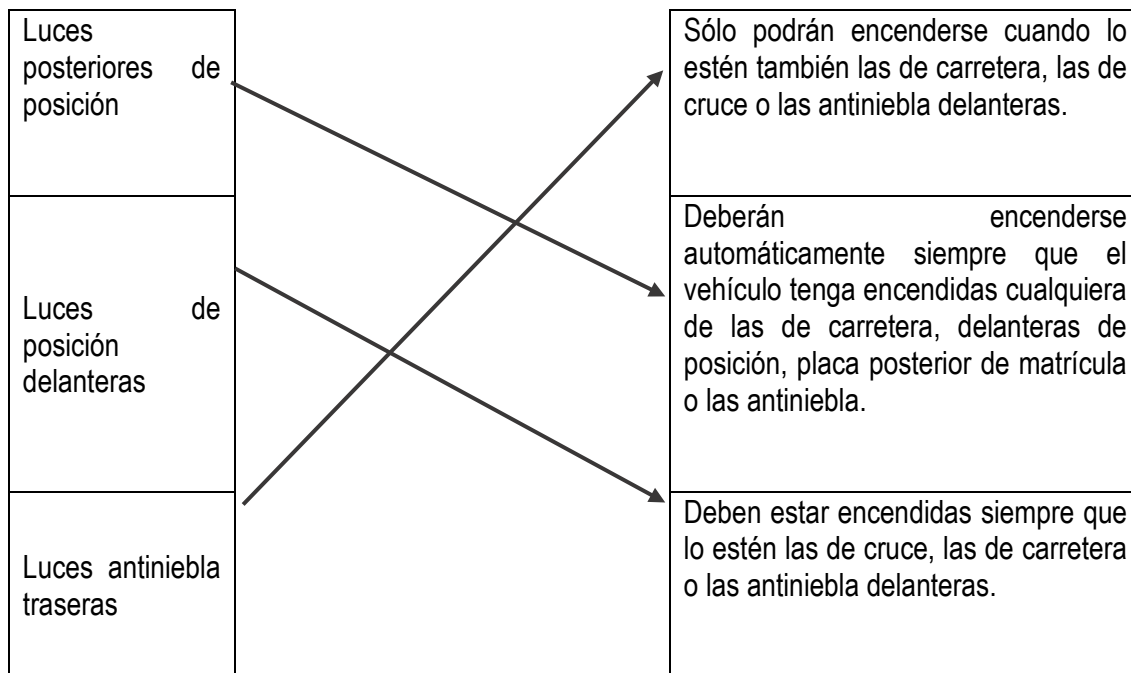 Luces
posteriores de
posición
Sólo podrán encenderse cuando lo
estén también las de carretera, las de
cruce o las antiniebla delanteras.
Luces de
posición
delanteras
Deberán encenderse
automáticamente siempre que el
vehículo tenga encendidas cualquiera
de las de carretera, delanteras de
posición, placa posterior de matrícula
o las antiniebla.
Luces antiniebla
traseras
Deben estar encendidas siempre que
lo estén las de cruce, las de carretera
o las antiniebla delanteras.